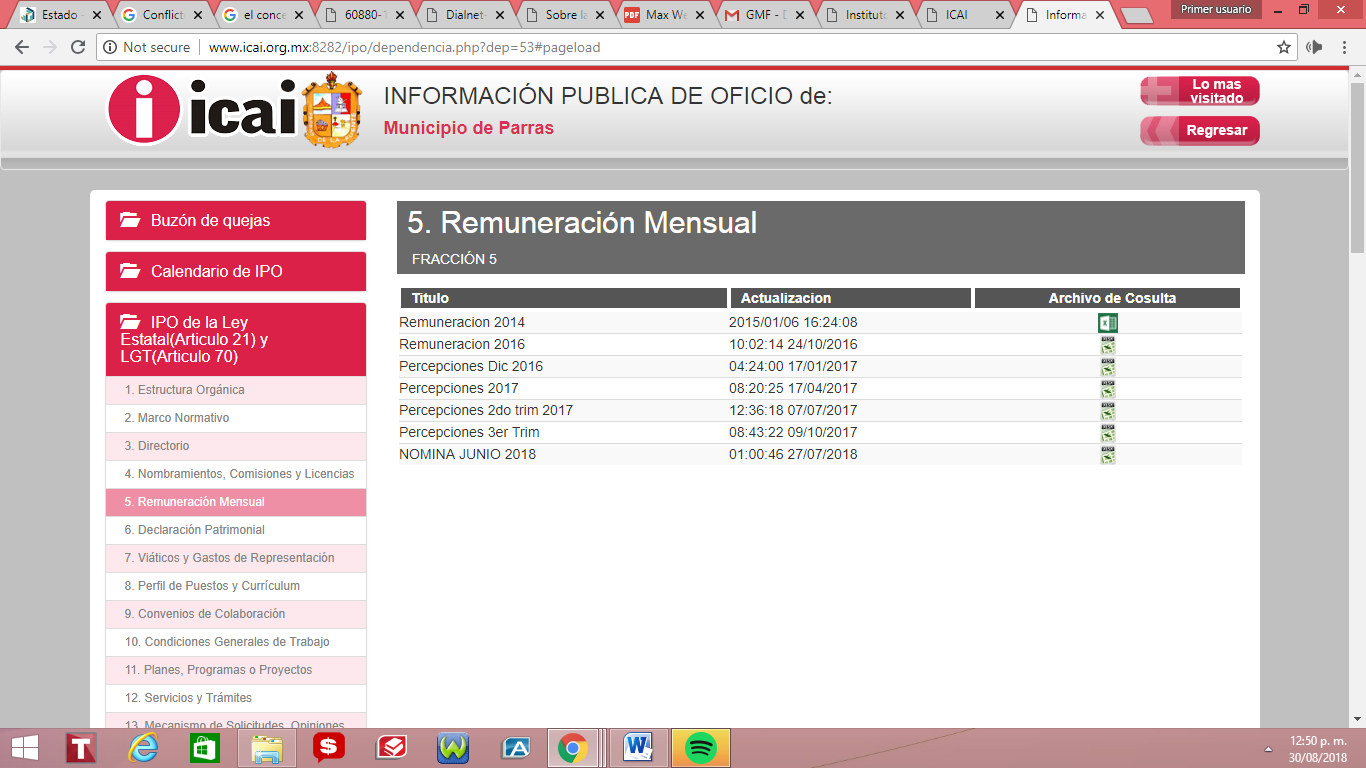 Estado -
Conflict
el conce
60880-1
Dialnet-
Sobre la
PDF Max We
GMF - D
Instituto
ICAI
Informa
Primer usuario
Not secure www.icai.org.mx:8282/ipo/dependencia.php?dep=53#pageload
icai
INFORMACIÓN PUBLICA DE OFICIO de:
Municipio de Parras
Lo mas
visitado
Regresar
Buzón de quejas
Calendario de IPO
IPO de la Ley
Estatal(Articulo 21) y
LGT(Articulo 70)
1. Estructura Orgánica
2. Marco Normativo
3. Directorio
4. Nombramientos, Comisiones y Licencias
5. Remuneración Mensual
6. Declaración Patrimonial
7. Viáticos y Gastos de Representación
8. Perfil de Puestos y Currículum
9. Convenios de Colaboración
10. Condiciones Generales de Trabajo
11. Planes, Programas o Proyectos
12. Servicios y Trámites
13. Mecanismo de Solicitudes, Opiniones
5. Remuneración Mensual
FRACCIÓN 5
Titulo Actualizacion Archivo de Cosulta
Remuneracion 2014 2015/01/06 16:24:08
Remuneracion 2016 10:02:14 24/10/2016
Percepciones Dic 2016 04:24:00 17/01/2017
Percepciones 2017 08:20:25 17/04/2017
Percepciones 2do trim 2017 12:36:18 07/07/2017
Percepciones 3er Trim 08:43:22 09/10/2017
NOMINA JUNIO 2018 01:00:46 27/07/2018
12:50 p. m.
30/08/2018